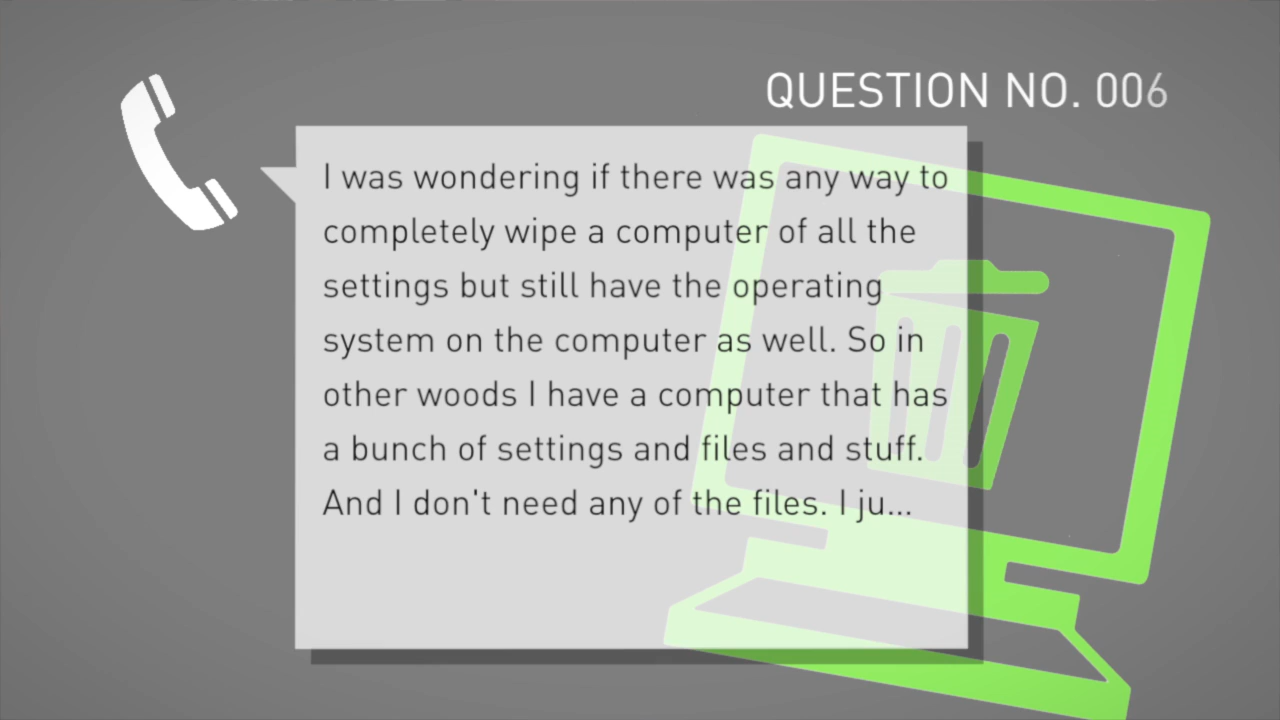 QUESTION NO. 006
I was wondering if there was any way to
completely wipe a computer of all the
settings but still have the operating
system on the computer as well. So in
other woods I have a computer that has
a bunch of settings and files and stuff.
And I don't need any of the files. I ju...